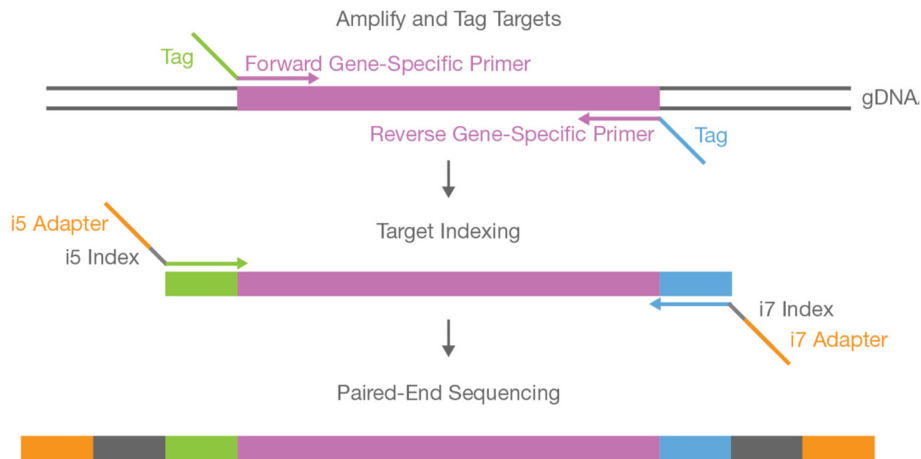 Amplify and Tag Targets
Tag
Forward Gene-Specific Primer
gDNA
Reverse Gene-Specific Primer
Tag
i5 Adapter
i5 Index
Target Indexing
i7 Index
i7 Adapter
Paired-End Sequencing